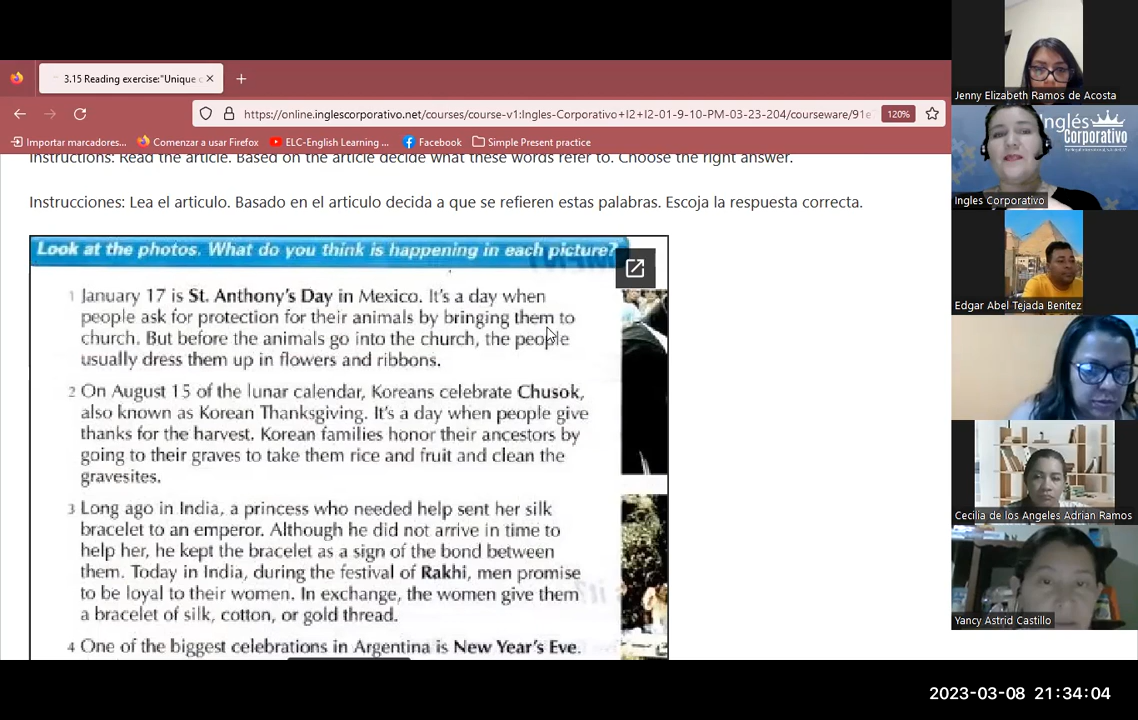 3.15 Reading exercise:"Unique
https://online.inglescorporativo.net/courses/course-v1:Ingles-Corporativo+I2+I2-01-9-10-PM-03-23-204/courseware/91e
120%
Importar marcadores...
Comenzar a usar Firefox
ELC-English Learning ...
Facebook
Simple Present practice
Instructions: Read the article. Based on the article decide what these words refer to. Choose the right answer.
Instrucciones: Lea el articulo. Basado en el articulo decida a que se refieren estas palabras. Escoja la respuesta correcta.
Look at the photos. What do you think is happening in each picture?
1 January 17 is St. Anthony's Day in Mexico. It's a day when
people ask for protection for their animals by bringing them to
church. But before the animals go into the church, the people
usually dress them up in flowers and ribbons.
2 On August 15 of the lunar calendar, Koreans celebrate Chusok,
also known as Korean Thanksgiving. It's a day when people give
thanks for the harvest. Korean families honor their ancestors by
going to their graves to take them rice and fruit and clean the
gravesites.
3 Long ago in India, a princess who needed help sent her silk
bracelet to an emperor. Although he did not arrive in time to
help her, he kept the bracelet as a sign of the bond between
them. Today in India, during the festival of Rakhi, men promise
to be loyal to their women. In exchange, the women give them
a bracelet of silk, cotton, or gold thread.
4 One of the biggest celebrations in Argentina is New Year's Eve.
Jenny Elizabeth Ramos de Acosta
Inglés
Corporativo
Ingles Corporativo
Edgar Abel Tejada Benitez
Cecilia de los Angeles Adrian Ramos
Yancy Astrid Castillo
2023-03-08 21:34:04